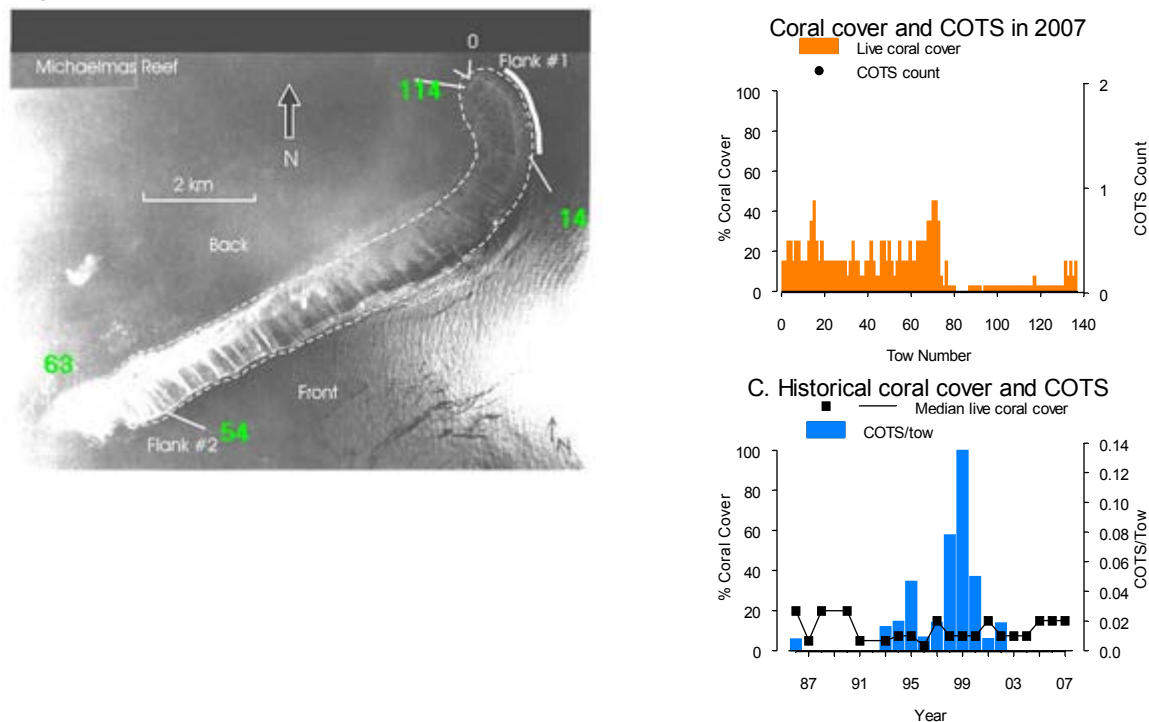 Michaelmas Reef
0
Flank #1
114
N
2 km
14
Back
63
Front
54
Flank #2
N
Coral cover and COTS in 2007
Live coral cover
COTS count
100
80
60
40
20
0
% Coral Cover
2
1
0
COTS Count
0 20 40 60 80 100 120 140
Tow Number
C. Historical coral cover and COTS
Median live coral cover
COTS/tow
100
80
60
40
20
0
% Coral Cover
0.14
0.12
0.10
0.08
0.06
0.04
0.02
0.0
COTS/Tow
87 91 95 99 03 07
Year